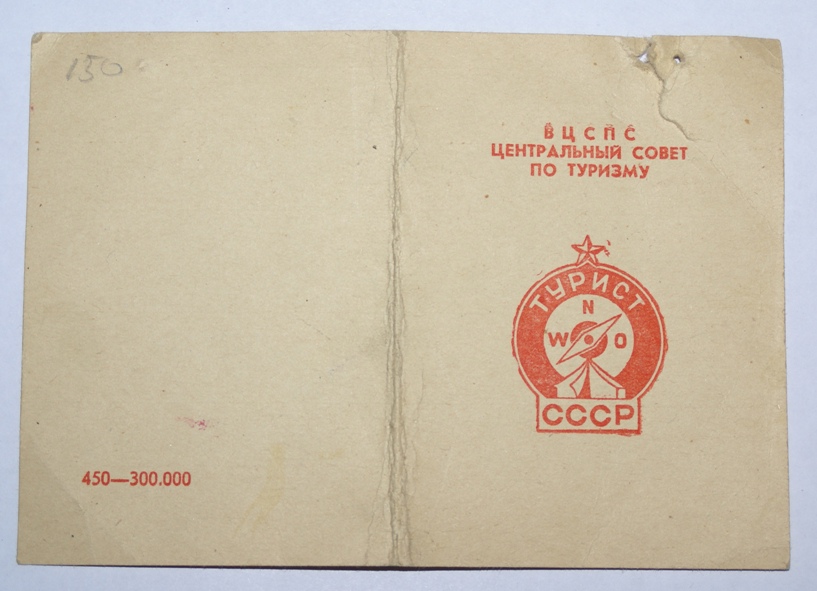 150
ВЦСПС
ЦЕНТРАЛЬНЫЙ СОВЕТ
ПО ТУРИЗМУ
ТУРИСТ
N
W O
СССР
450—300.000